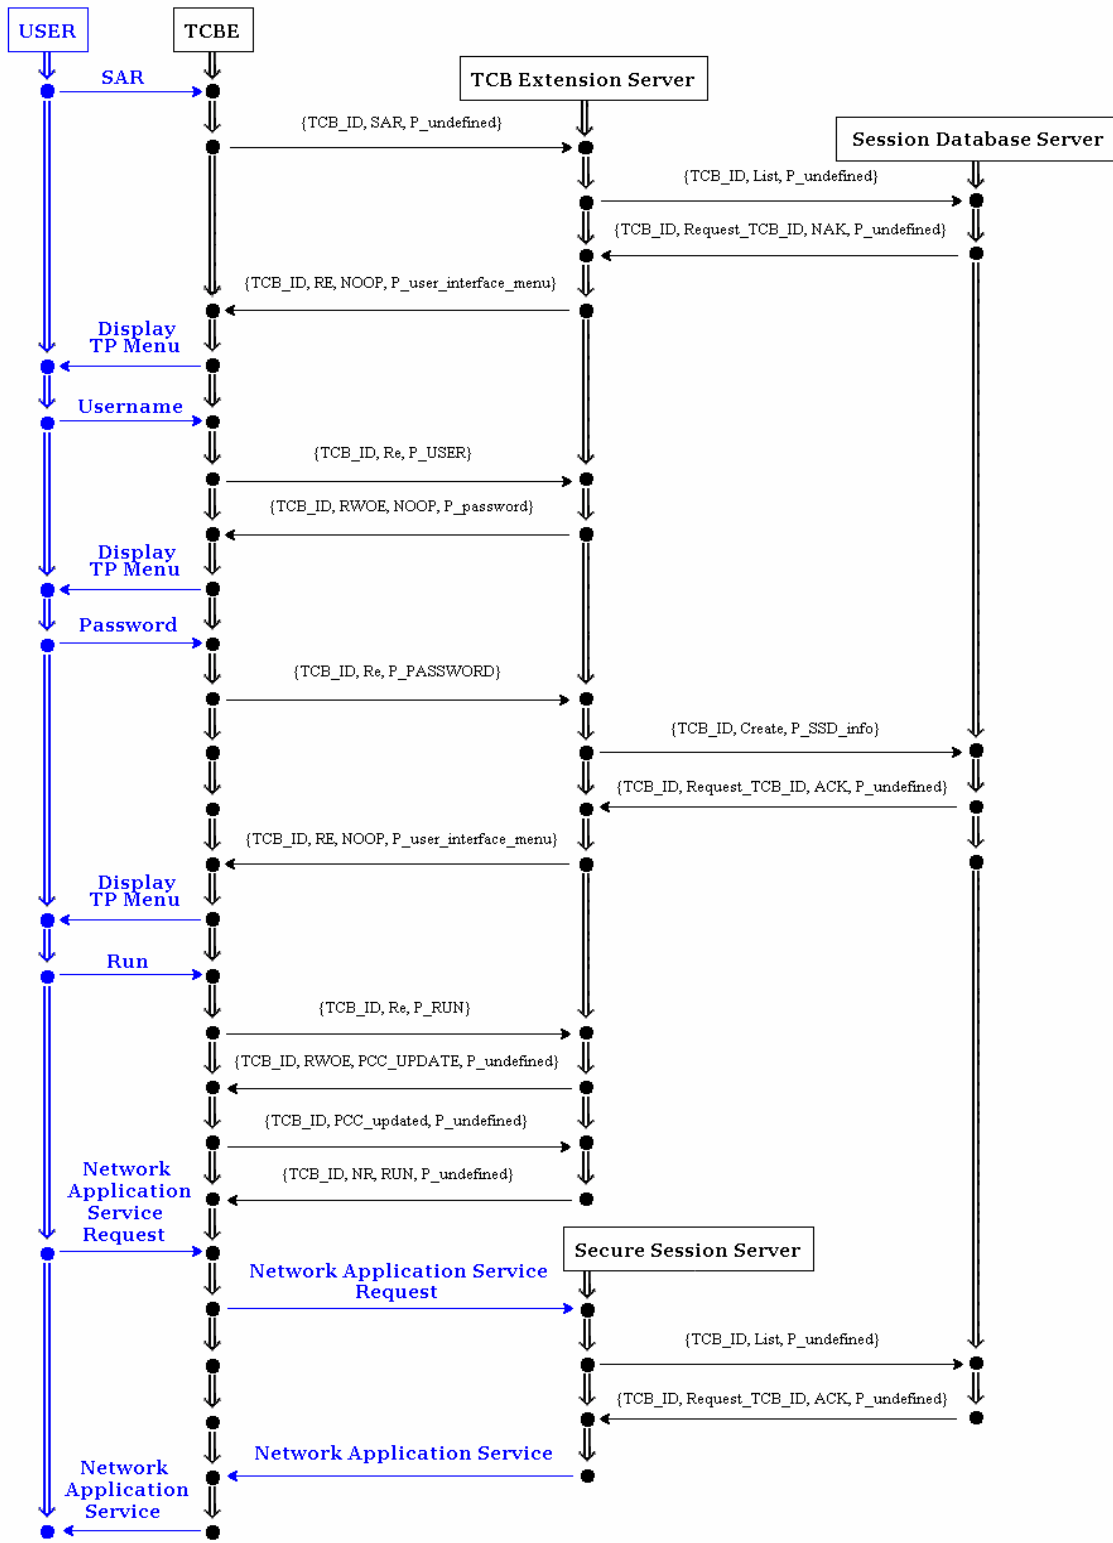 USER
TCBE
SAR
TCB Extension Server
{TCB_ID, SAR, P_undefined}
Session Database Server
{TCB_ID, List, P_undefined}
{TCB_ID, Request_TCB_ID, NAK, P_undefined}
{TCB_ID, RE, NOOP, P_user_interface_menu}
Display
TP Menu
Username
{TCB_ID, Re, P_USER}
{TCB_ID, RWOE, NOOP, P_password}
Display
TP Menu
Password
{TCB_ID, Re, P_PASSWORD}
{TCB_ID, Create, P_SSD_info}
{TCB_ID, Request_TCB_ID, ACK, P_undefined}
{TCB_ID, RE, NOOP, P_user_interface_menu}
Display
TP Menu
Run
{TCB_ID, Re, P_RUN}
{TCB_ID, RWOE, PCC_UPDATE, P_undefined}
{TCB_ID, PCC_updated, P_undefined}
{TCB_ID, NR, RUN, P_undefined}
Network
Application
Service
Request
Secure Session Server
Network Application Service
Request
{TCB_ID, List, P_undefined}
{TCB_ID, Request_TCB_ID, ACK, P_undefined}
Network Application Service
Network
Application
Service